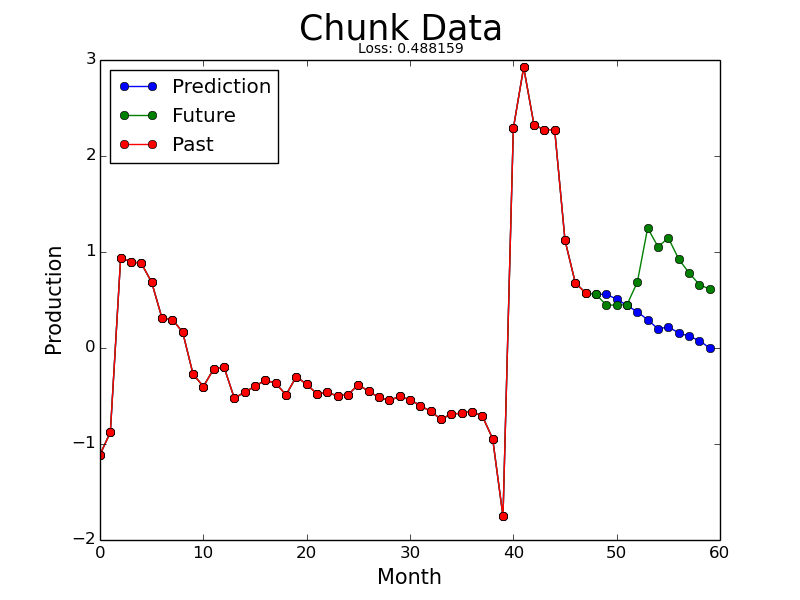 Chunk Data
Loss: 0.488159
Prediction
Future
Past
Production
3
2
1
0
−1
−2
0 10 20 30 40 50 60
Month